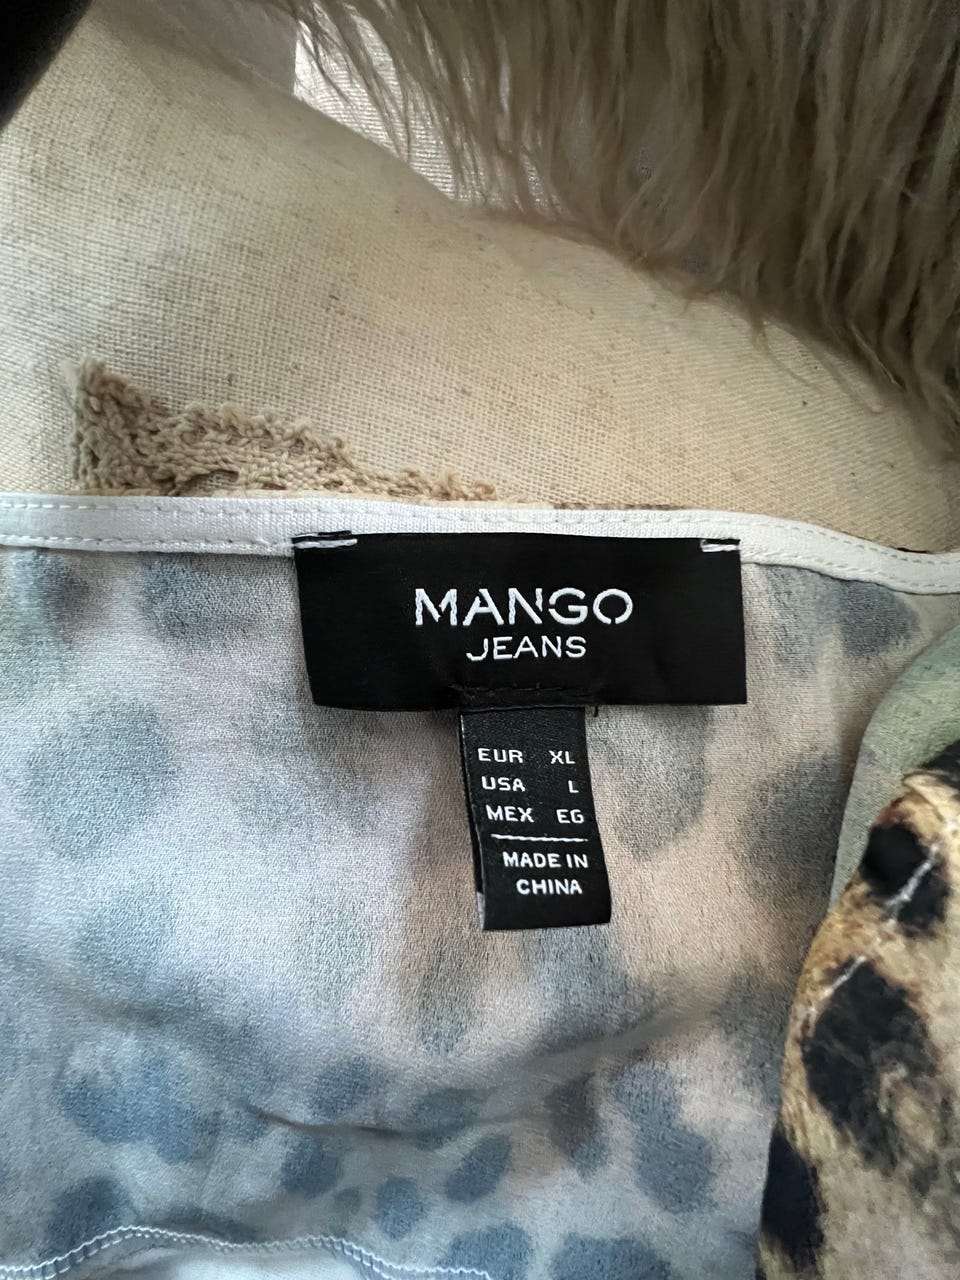 MANGO
JEANS
EUR XL
USA L
MEX EG
MADE IN
CHINA